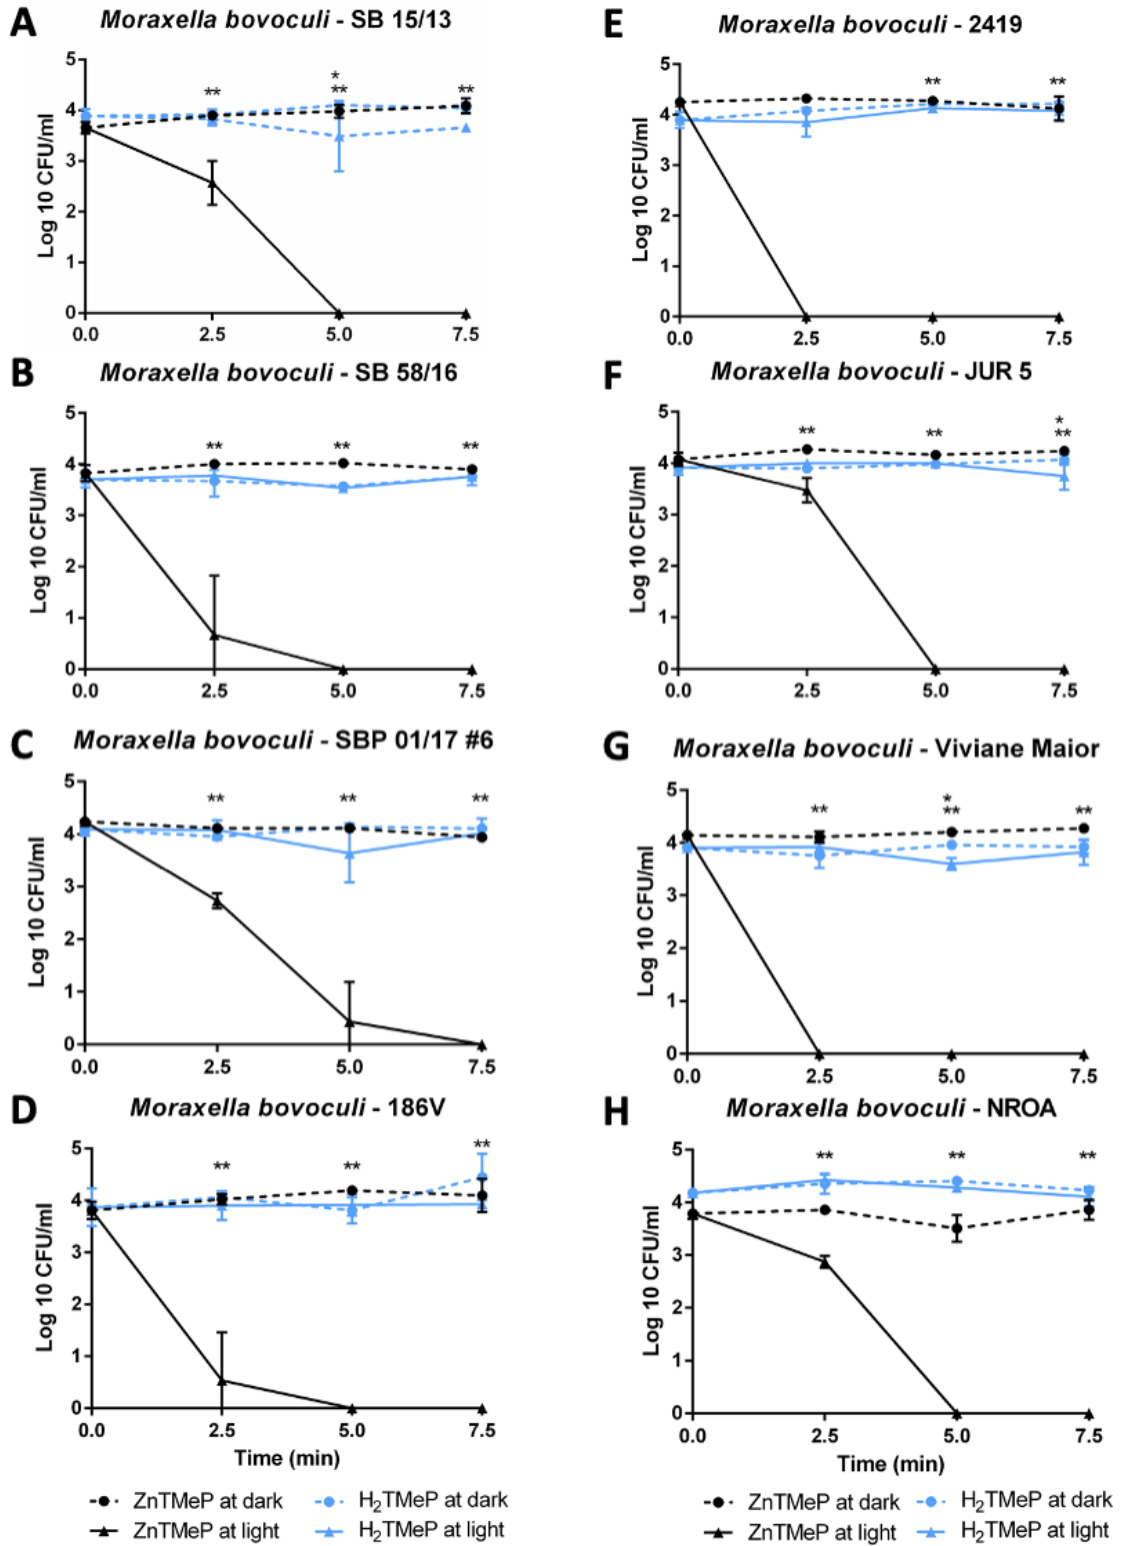 A
Moraxella bovoculi - SB 15/13
Log 10 CFU/ml
5
4
3
2
1
0
**
*
**
**
0.0 2.5 5.0 7.5
B
Moraxella bovoculi - SB 58/16
Log 10 CFU/ml
5
4
3
2
1
0
** ** **
0.0 2.5 5.0 7.5
C
Moraxella bovoculi - SBP 01/17 #6
Log 10 CFU/ml
5
4
3
2
1
0
** ** **
0.0 2.5 5.0 7.5
D
Moraxella bovoculi - 186V
Log 10 CFU/ml
5
4
3
2
1
0
** ** **
0.0 2.5 5.0 7.5
Time (min)
ZnTMeP at dark
H₂TMeP at dark
ZnTMeP at light
H₂TMeP at light
E
Moraxella bovoculi - 2419
Log 10 CFU/ml
5
4
3
2
1
0
** **
0.0 2.5 5.0 7.5
F
Moraxella bovoculi - JUR 5
Log 10 CFU/ml
5
4
3
2
1
0
** **
*
**
0.0 2.5 5.0 7.5
G
Moraxella bovoculi - Viviane Maior
Log 10 CFU/ml
5
4
3
2
1
0
**
*
**
**
0.0 2.5 5.0 7.5
H
Moraxella bovoculi - NROA
Log 10 CFU/ml
5
4
3
2
1
0
** ** **
0.0 2.5 5.0 7.5
Time (min)
ZnTMeP at dark
H₂TMeP at dark
ZnTMeP at light
H₂TMeP at light